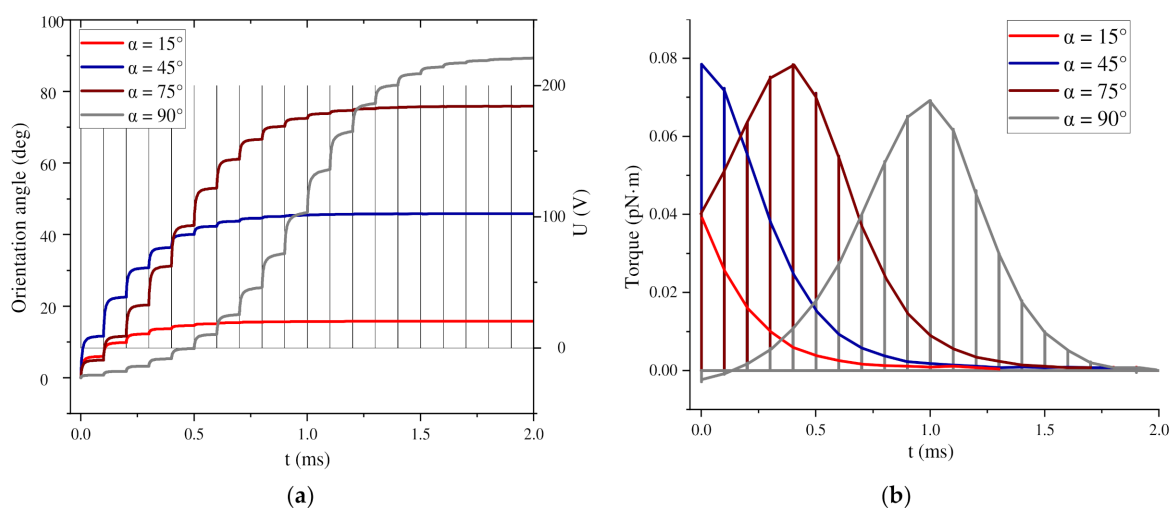 α = 15°
α = 45°
α = 75°
α = 90°
Orientation angle (deg)
100
80
60
40
20
0
200
100
0
U (V)
0.0 0.5 1.0 1.5 2.0
t (ms)
(a)
α = 15°
α = 45°
α = 75°
α = 90°
Torque (pN·m)
0.08
0.06
0.04
0.02
0.00
0.0 0.5 1.0 1.5 2.0
t (ms)
(b)